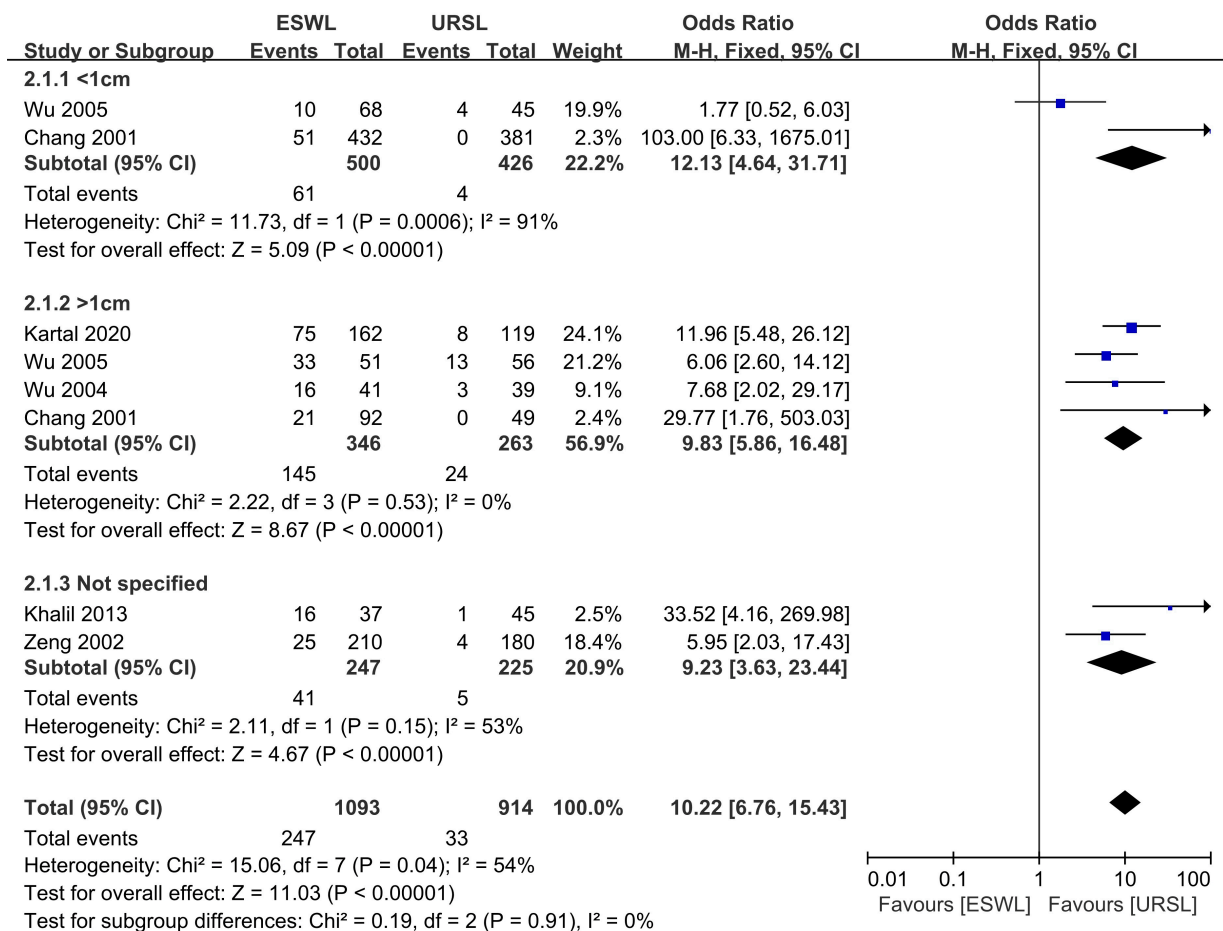 ESWL URSL Odds Ratio Odds Ratio
Study or Subgroup Events Total Events Total Weight M-H, Fixed, 95% CI M-H, Fixed, 95% CI
2.1.1 <1cm
Wu 2005 10 68 4 45 19.9% 1.77 [0.52, 6.03]
Chang 2001 51 432 0 381 2.3% 103.00 [6.33, 1675.01]
Subtotal (95% CI) 500 426 22.2% 12.13 [4.64, 31.71]
Total events 61 4
Heterogeneity: Chi² = 11.73, df = 1 (P = 0.0006); I² = 91%
Test for overall effect: Z = 5.09 (P < 0.00001)
2.1.2 >1cm
Kartal 2020 75 162 8 119 24.1% 11.96 [5.48, 26.12]
Wu 2005 33 51 13 56 21.2% 6.06 [2.60, 14.12]
Wu 2004 16 41 3 39 9.1% 7.68 [2.02, 29.17]
Chang 2001 21 92 0 49 2.4% 29.77 [1.76, 503.03]
Subtotal (95% CI) 346 263 56.9% 9.83 [5.86, 16.48]
Total events 145 24
Heterogeneity: Chi² = 2.22, df = 3 (P = 0.53); I² = 0%
Test for overall effect: Z = 8.67 (P < 0.00001)
2.1.3 Not specified
Khalil 2013 16 37 1 45 2.5% 33.52 [4.16, 269.98]
Zeng 2002 25 210 4 180 18.4% 5.95 [2.03, 17.43]
Subtotal (95% CI) 247 225 20.9% 9.23 [3.63, 23.44]
Total events 41 5
Heterogeneity: Chi² = 2.11, df = 1 (P = 0.15); I² = 53%
Test for overall effect: Z = 4.67 (P < 0.00001)
Total (95% CI) 1093 914 100.0% 10.22 [6.76, 15.43]
Total events 247 33
Heterogeneity: Chi² = 15.06, df = 7 (P = 0.04); I² = 54%
Test for overall effect: Z = 11.03 (P < 0.00001)
Test for subgroup differences: Chi² = 0.19, df = 2 (P = 0.91), I² = 0%
0.01 0.1 1 10 100
Favours [ESWL] Favours [URSL]